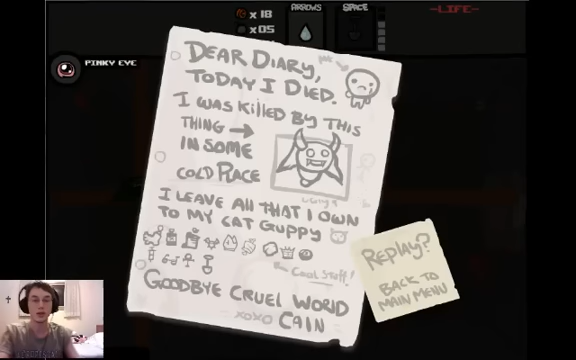 x 18
x 05
ARROWS
SPACE
-LIFE-
PINKY EYE
DEAR DIARY,
TODAY I DIED.
I WAS KILLED BY THIS
THING →
IN SOME
COLD PLACE
I LEAVE ALL THAT I OWN
TO MY CAT GUPPY
← COOL STUFF!
GOODBYE CRUEL WORLD
XOXO CAIN
Replay?
BACK TO
MAIN MENU